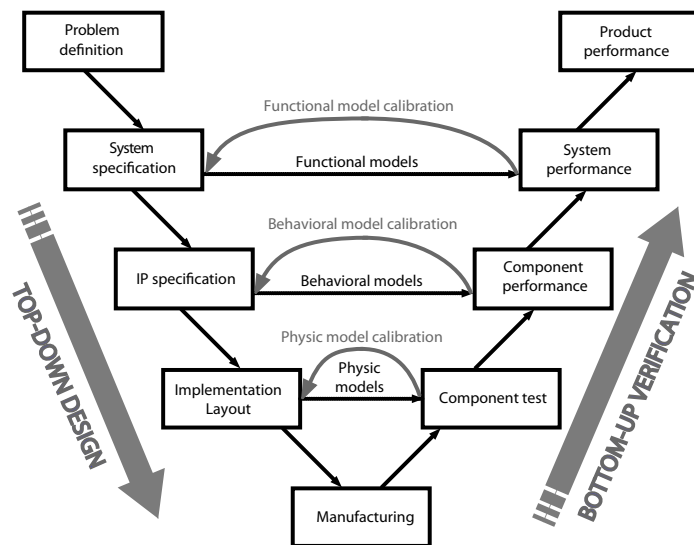 Problem
definition
Product
performance
Functional model calibration
System
specification
Functional models
System
performance
Behavioral model calibration
IP specification
Behavioral models
Component
performance
TOP-DOWN DESIGN
BOTTOM-UP VERIFICATION
Physic model calibration
Implementation
Layout
Physic
models
Component test
Manufacturing